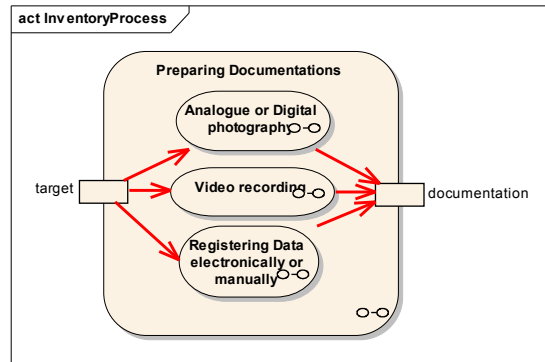 act InventoryProcess
Preparing Documentations
Analogue or Digital
photography
target
Video recording
documentation
Registering Data
electronically or
manually